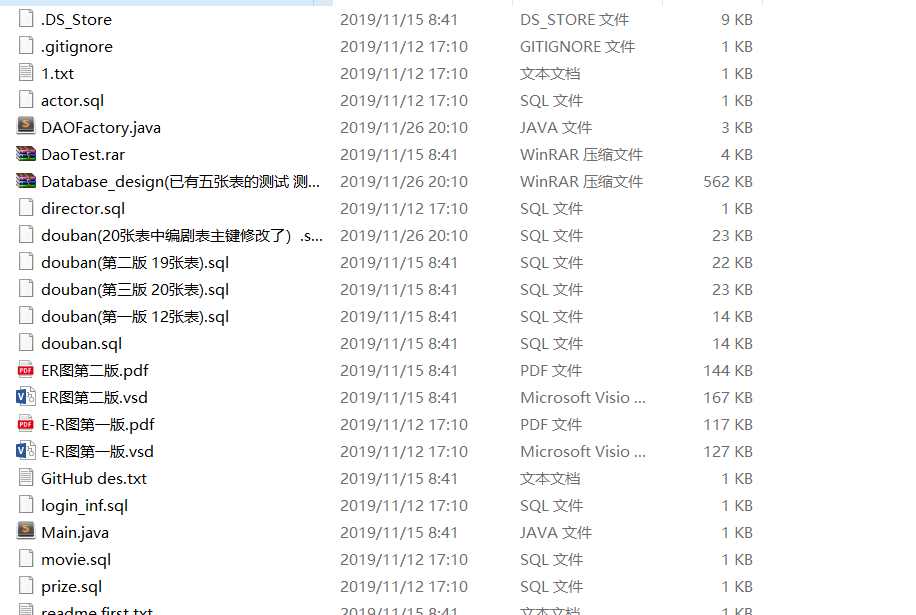 .DS_Store 2019/11/15 8:41 DS_STORE 文件 9 KB
.gitignore 2019/11/12 17:10 GITIGNORE 文件 1 KB
1.txt 2019/11/12 17:10 文本文档 1 KB
actor.sql 2019/11/12 17:10 SQL 文件 1 KB
DAOFactory.java 2019/11/26 20:10 JAVA 文件 3 KB
DaoTest.rar 2019/11/15 8:41 WinRAR 压缩文件 4 KB
Database_design(已有五张表的测试 测... 2019/11/26 20:10 WinRAR 压缩文件 562 KB
director.sql 2019/11/12 17:10 SQL 文件 1 KB
douban(20张表中编剧表主键修改了）.s... 2019/11/26 20:10 SQL 文件 23 KB
douban(第二版 19张表).sql 2019/11/15 8:41 SQL 文件 22 KB
douban(第三版 20张表).sql 2019/11/15 8:41 SQL 文件 23 KB
douban(第一版 12张表).sql 2019/11/15 8:41 SQL 文件 14 KB
douban.sql 2019/11/15 8:41 SQL 文件 14 KB
ER图第二版.pdf 2019/11/15 8:41 PDF 文件 144 KB
ER图第二版.vsd 2019/11/15 8:41 Microsoft Visio ... 167 KB
E-R图第一版.pdf 2019/11/12 17:10 PDF 文件 117 KB
E-R图第一版.vsd 2019/11/12 17:10 Microsoft Visio ... 127 KB
GitHub des.txt 2019/11/15 8:41 文本文档 1 KB
login_inf.sql 2019/11/12 17:10 SQL 文件 1 KB
Main.java 2019/11/15 8:41 JAVA 文件 1 KB
movie.sql 2019/11/12 17:10 SQL 文件 1 KB
prize.sql 2019/11/12 17:10 SQL 文件 1 KB
readme first.txt 2019/11/15 8:41 文本文档 1 KB